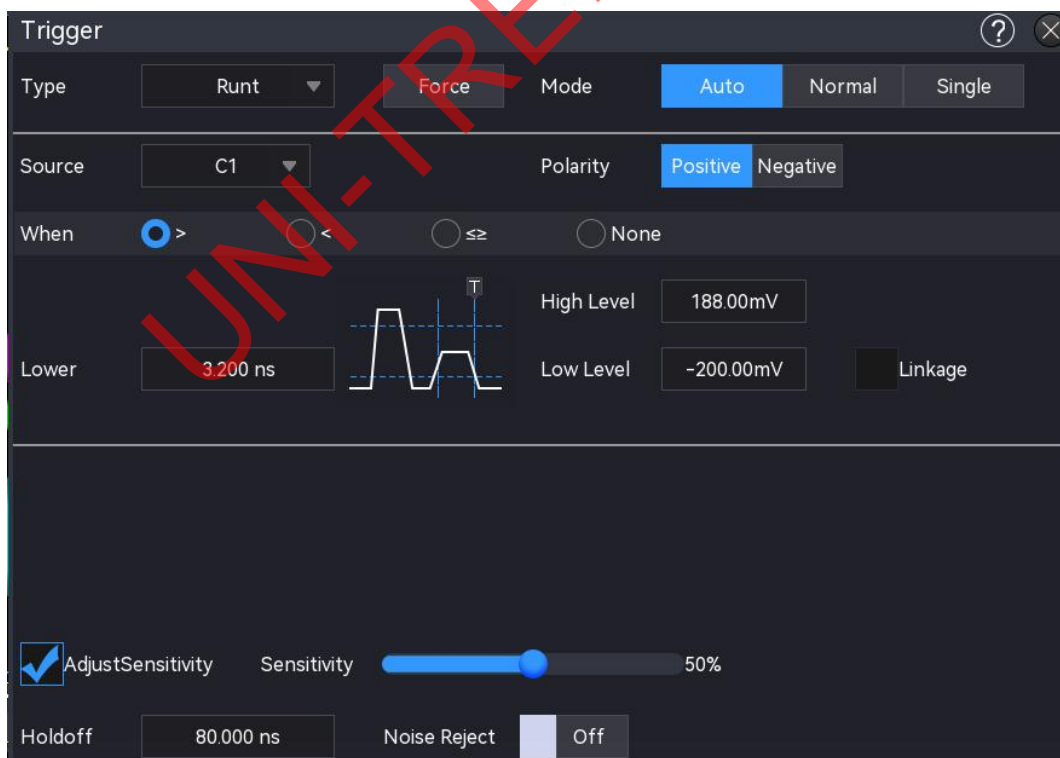 Trigger ?
Type Runt Force Mode Auto Normal Single
Source C1 Polarity Positive Negative
When > < ≤≥ None
T
High Level 188.00mV
Lower 3.200 ns Low Level -200.00mV Linkage
AdjustSensitivity Sensitivity 50%
Holdoff 80.000 ns Noise Reject Off
UNI-TRE